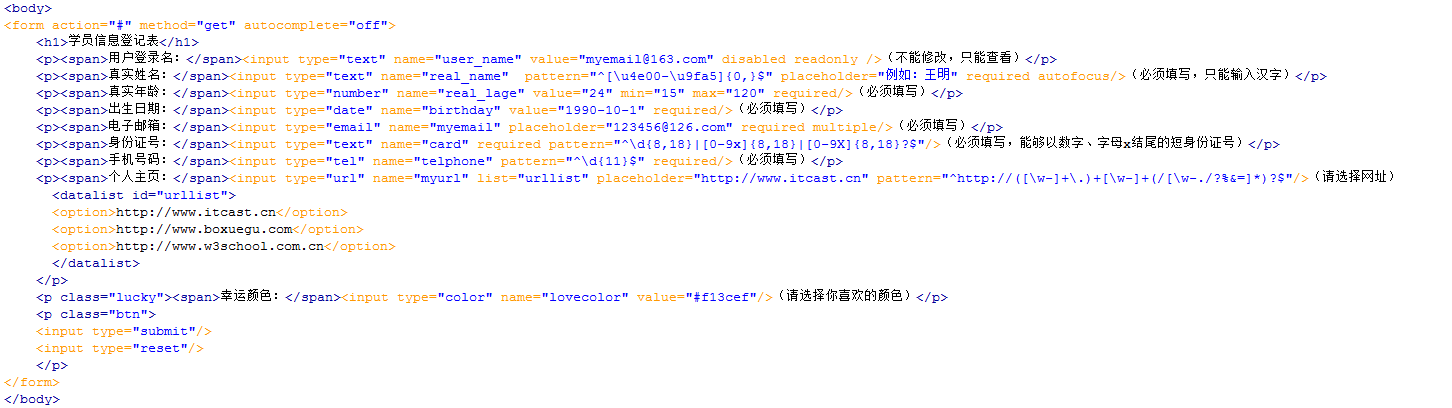 <body>
<form action="#" method="get" autocomplete="off">
<h1>学员信息登记表</h1>
<p><span>用户登录名：</span><input type="text" name="user_name" value="myemail@163.com" disabled readonly />（不能修改，只能查看）</p>
<p><span>真实姓名：</span><input type="text" name="real_name"  pattern="^[\u4e00-\u9fa5]{0,}$" placeholder="例如：王明" required autofocus/>（必须填写，只能输入汉字）</p>
<p><span>真实年龄：</span><input type="number" name="real_lage" value="24" min="15" max="120" required/>（必须填写）</p>
<p><span>出生日期：</span><input type="date" name="birthday" value="1990-10-1" required/>（必须填写）</p>
<p><span>电子邮箱：</span><input type="email" name="myemail" placeholder="123456@126.com" required multiple/>（必须填写）</p>
<p><span>身份证号：</span><input type="text" name="card" required pattern="^\d{8,18}|[0-9x]{8,18}|[0-9X]{8,18}?$"/>（必须填写，能够以数字、字母x结尾的短身份证号）</p>
<p><span>手机号码：</span><input type="tel" name="telphone" pattern="^\d{11}$" required/>（必须填写）</p>
<p><span>个人主页：</span><input type="url" name="myurl" list="urllist" placeholder="http://www.itcast.cn" pattern="^http://([\w-]+\.)+[\w-]+(/[\w-./?%&=]*)?$"/>（请选择网址）
<datalist id="urllist">
<option>http://www.itcast.cn</option>
<option>http://www.boxuegu.com</option>
<option>http://www.w3school.com.cn</option>
</datalist>
</p>
<p class="lucky"><span>幸运颜色：</span><input type="color" name="lovecolor" value="#f13cef"/>（请选择你喜欢的颜色）</p>
<p class="btn">
<input type="submit"/>
<input type="reset"/>
</p>
</form>
</body>